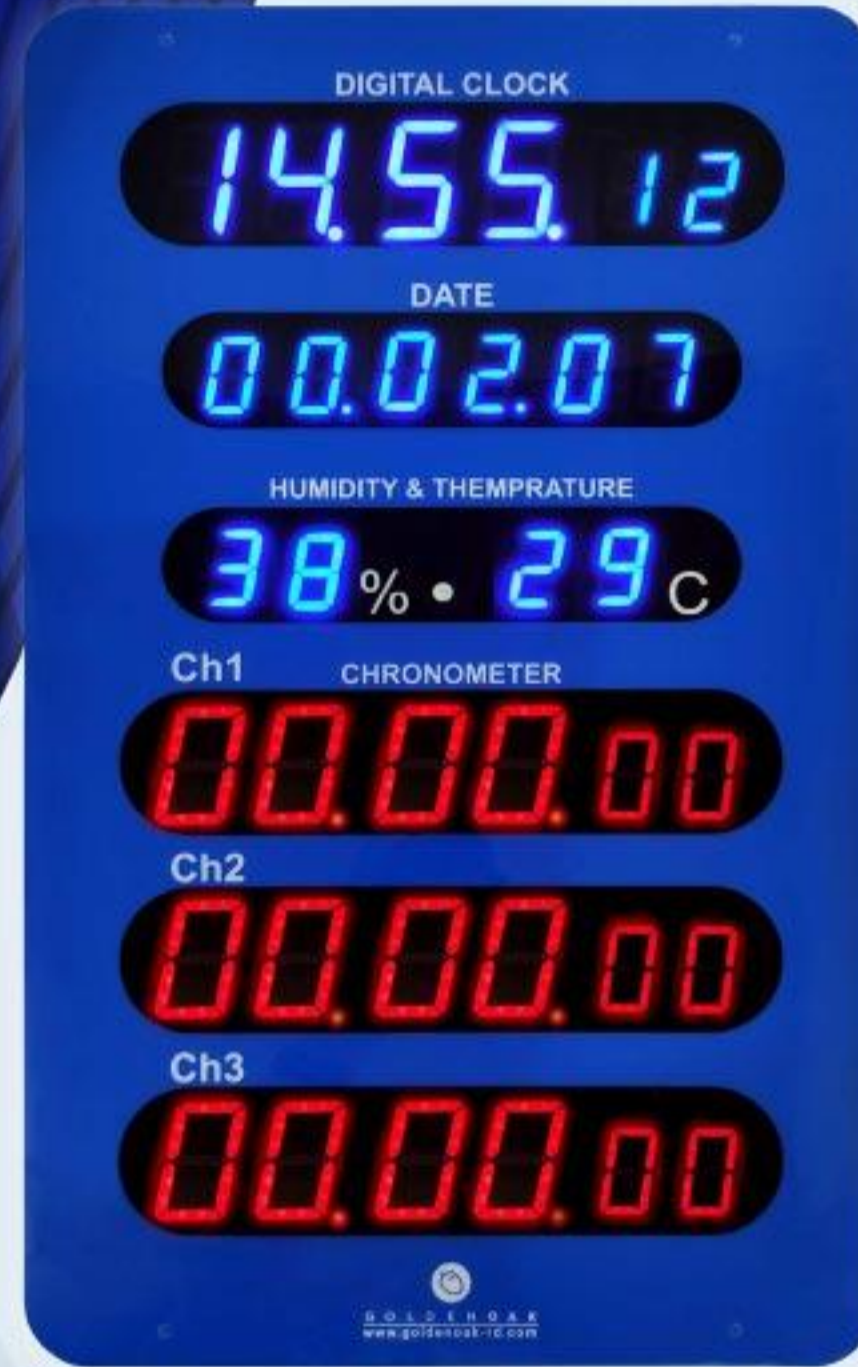 DIGITAL CLOCK
14.55.12
DATE
00.02.07
HUMIDITY & THEMPRATURE
38% • 29C
Ch1 CHRONOMETER
00.00.00
Ch2
00.00.00
Ch3
00.00.00
GOLDENOAK
www.goldenoak-rd.com